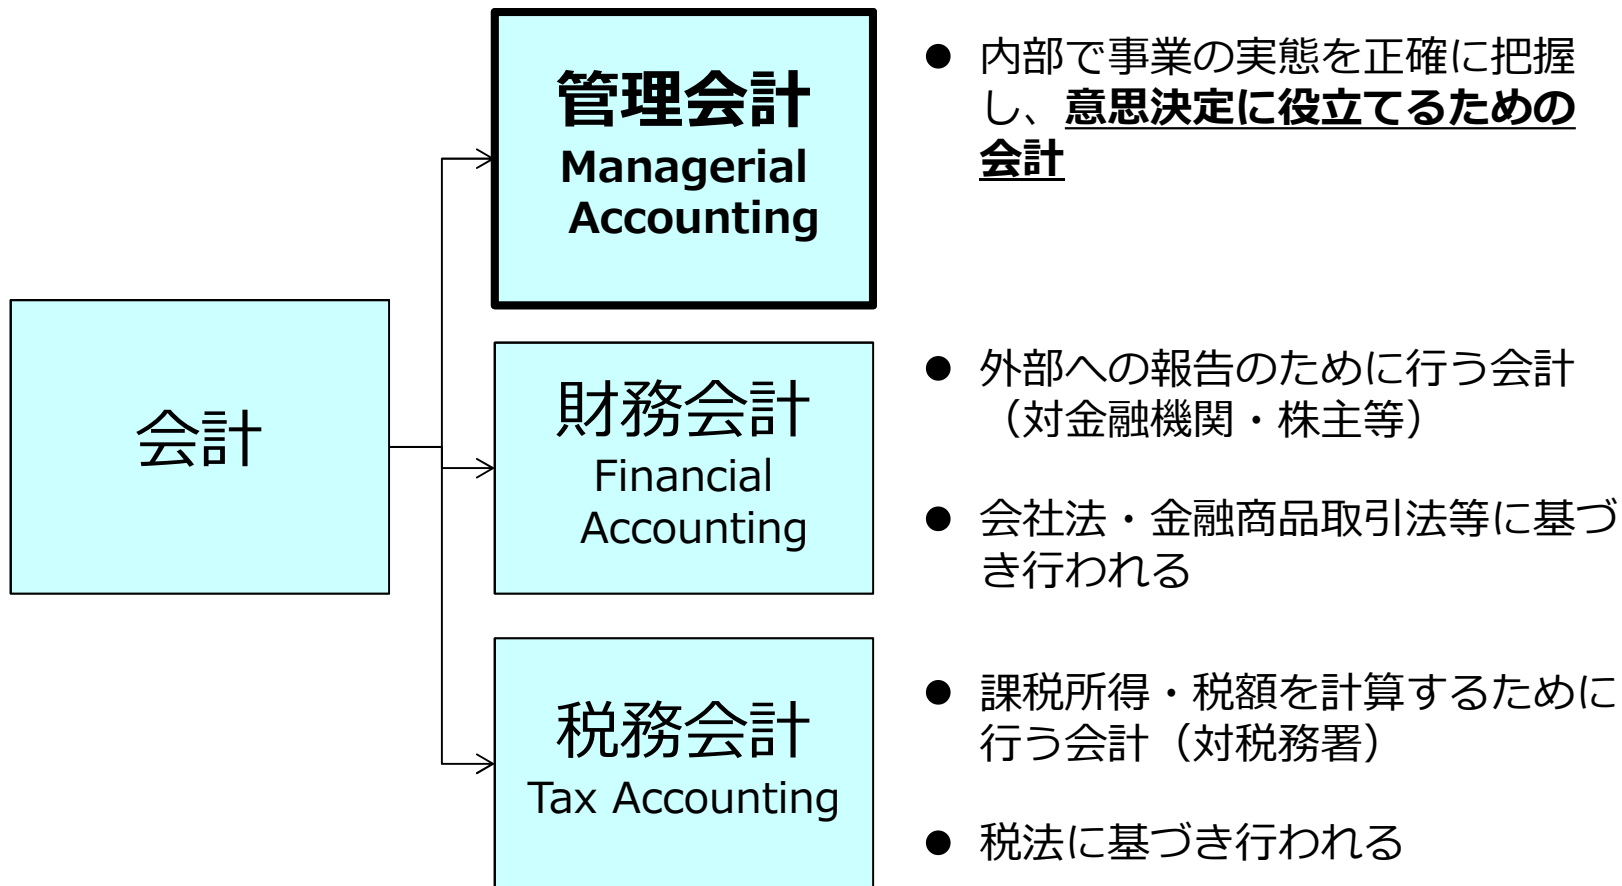 会計
管理会計
Managerial
Accounting
● 内部で事業の実態を正確に把握
し、意思決定に役立てるための
会計
財務会計
Financial
Accounting
● 外部への報告のために行う会計
（対金融機関・株主等）
● 会社法・金融商品取引法等に基づ
き行われる
税務会計
Tax Accounting
● 課税所得・税額を計算するために
行う会計（対税務署）
● 税法に基づき行われる